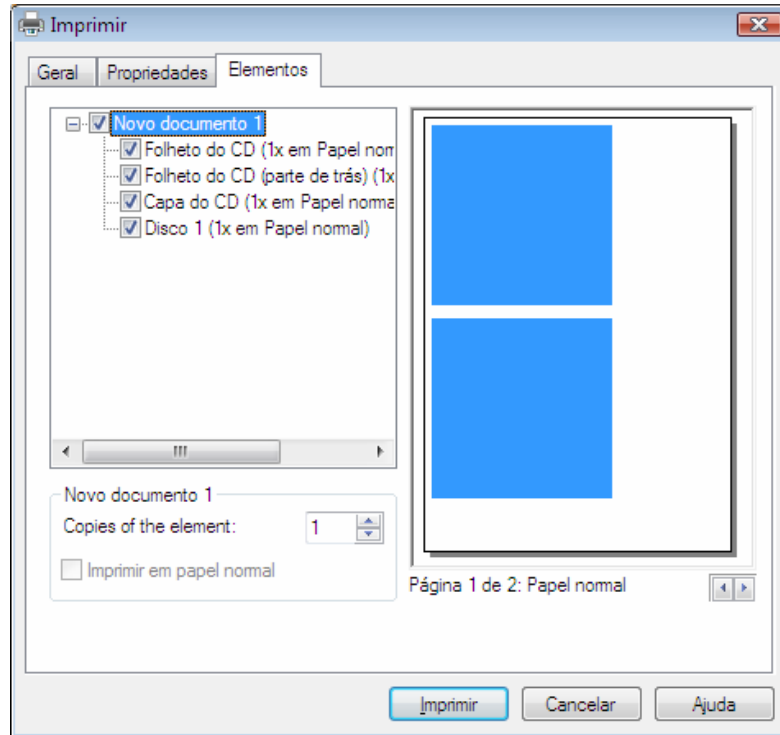 Imprimir
Geral
Propriedades
Elementos
Novo documento 1
Folheto do CD (1x em Papel nom
Folheto do CD (parte de trás) (1x
Capa do CD (1x em Papel norma
Disco 1 (1x em Papel normal)
Novo documento 1
Copies of the element:
1
Imprimir em papel normal
Página 1 de 2: Papel normal
Imprimir
Cancelar
Ajuda